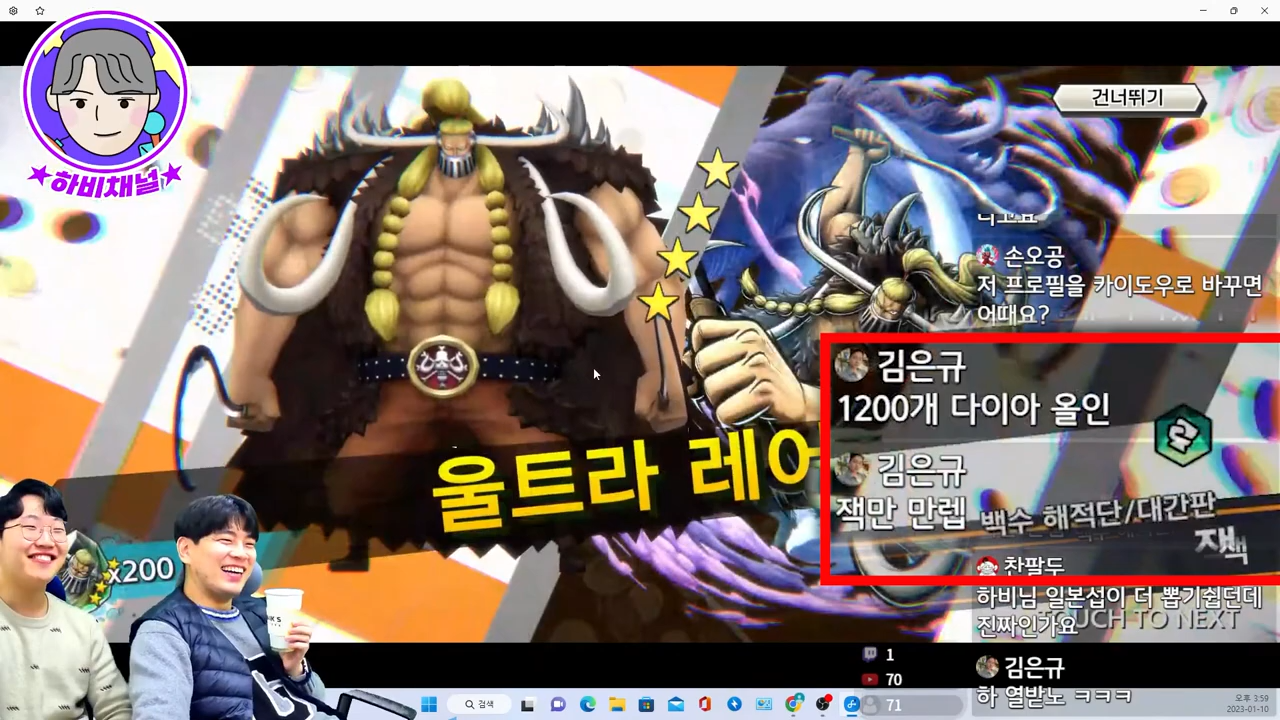 하비채널
건너뛰기
니고요
손오공
저 프로필을 카이도우로 바꾸면
어때요?
김은규
1200개 다이아 올인
김은규
잭만 만렙
백수 해적단/대간판
잭
울트라 레어
x200
찬팔두
하비님 일본섭이 더 뽑기쉽던데
진짜인가요
UCH TO NEXT
김은규
하 열받노 ㅋㅋㅋ
1
70
71
검색
오후 3:59
2023-01-10